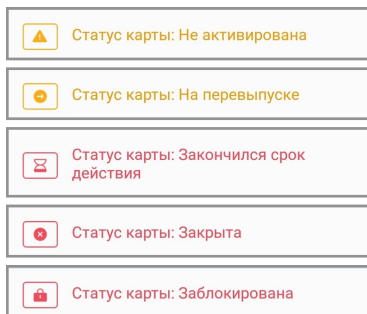 Статус карты: Не активирована
Статус карты: На перевыпуске
Статус карты: Закончился срок
действия
Статус карты: Закрыта
Статус карты: Заблокирована